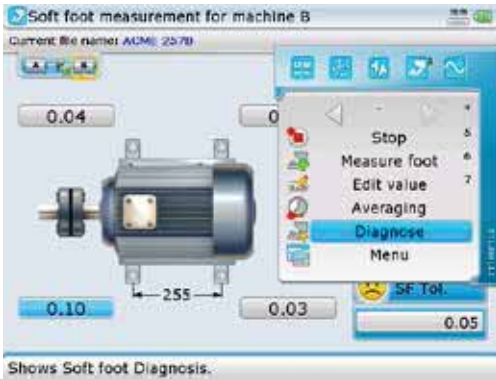 Soft foot measurement for machine B
Current file name: ACME 2570
A
B
0.04
0
Stop
Measure foot
Edit value
Averaging
Diagnose
Menu
255
0.10
0.03
SF Tol.
0.05
Shows Soft foot Diagnosis.